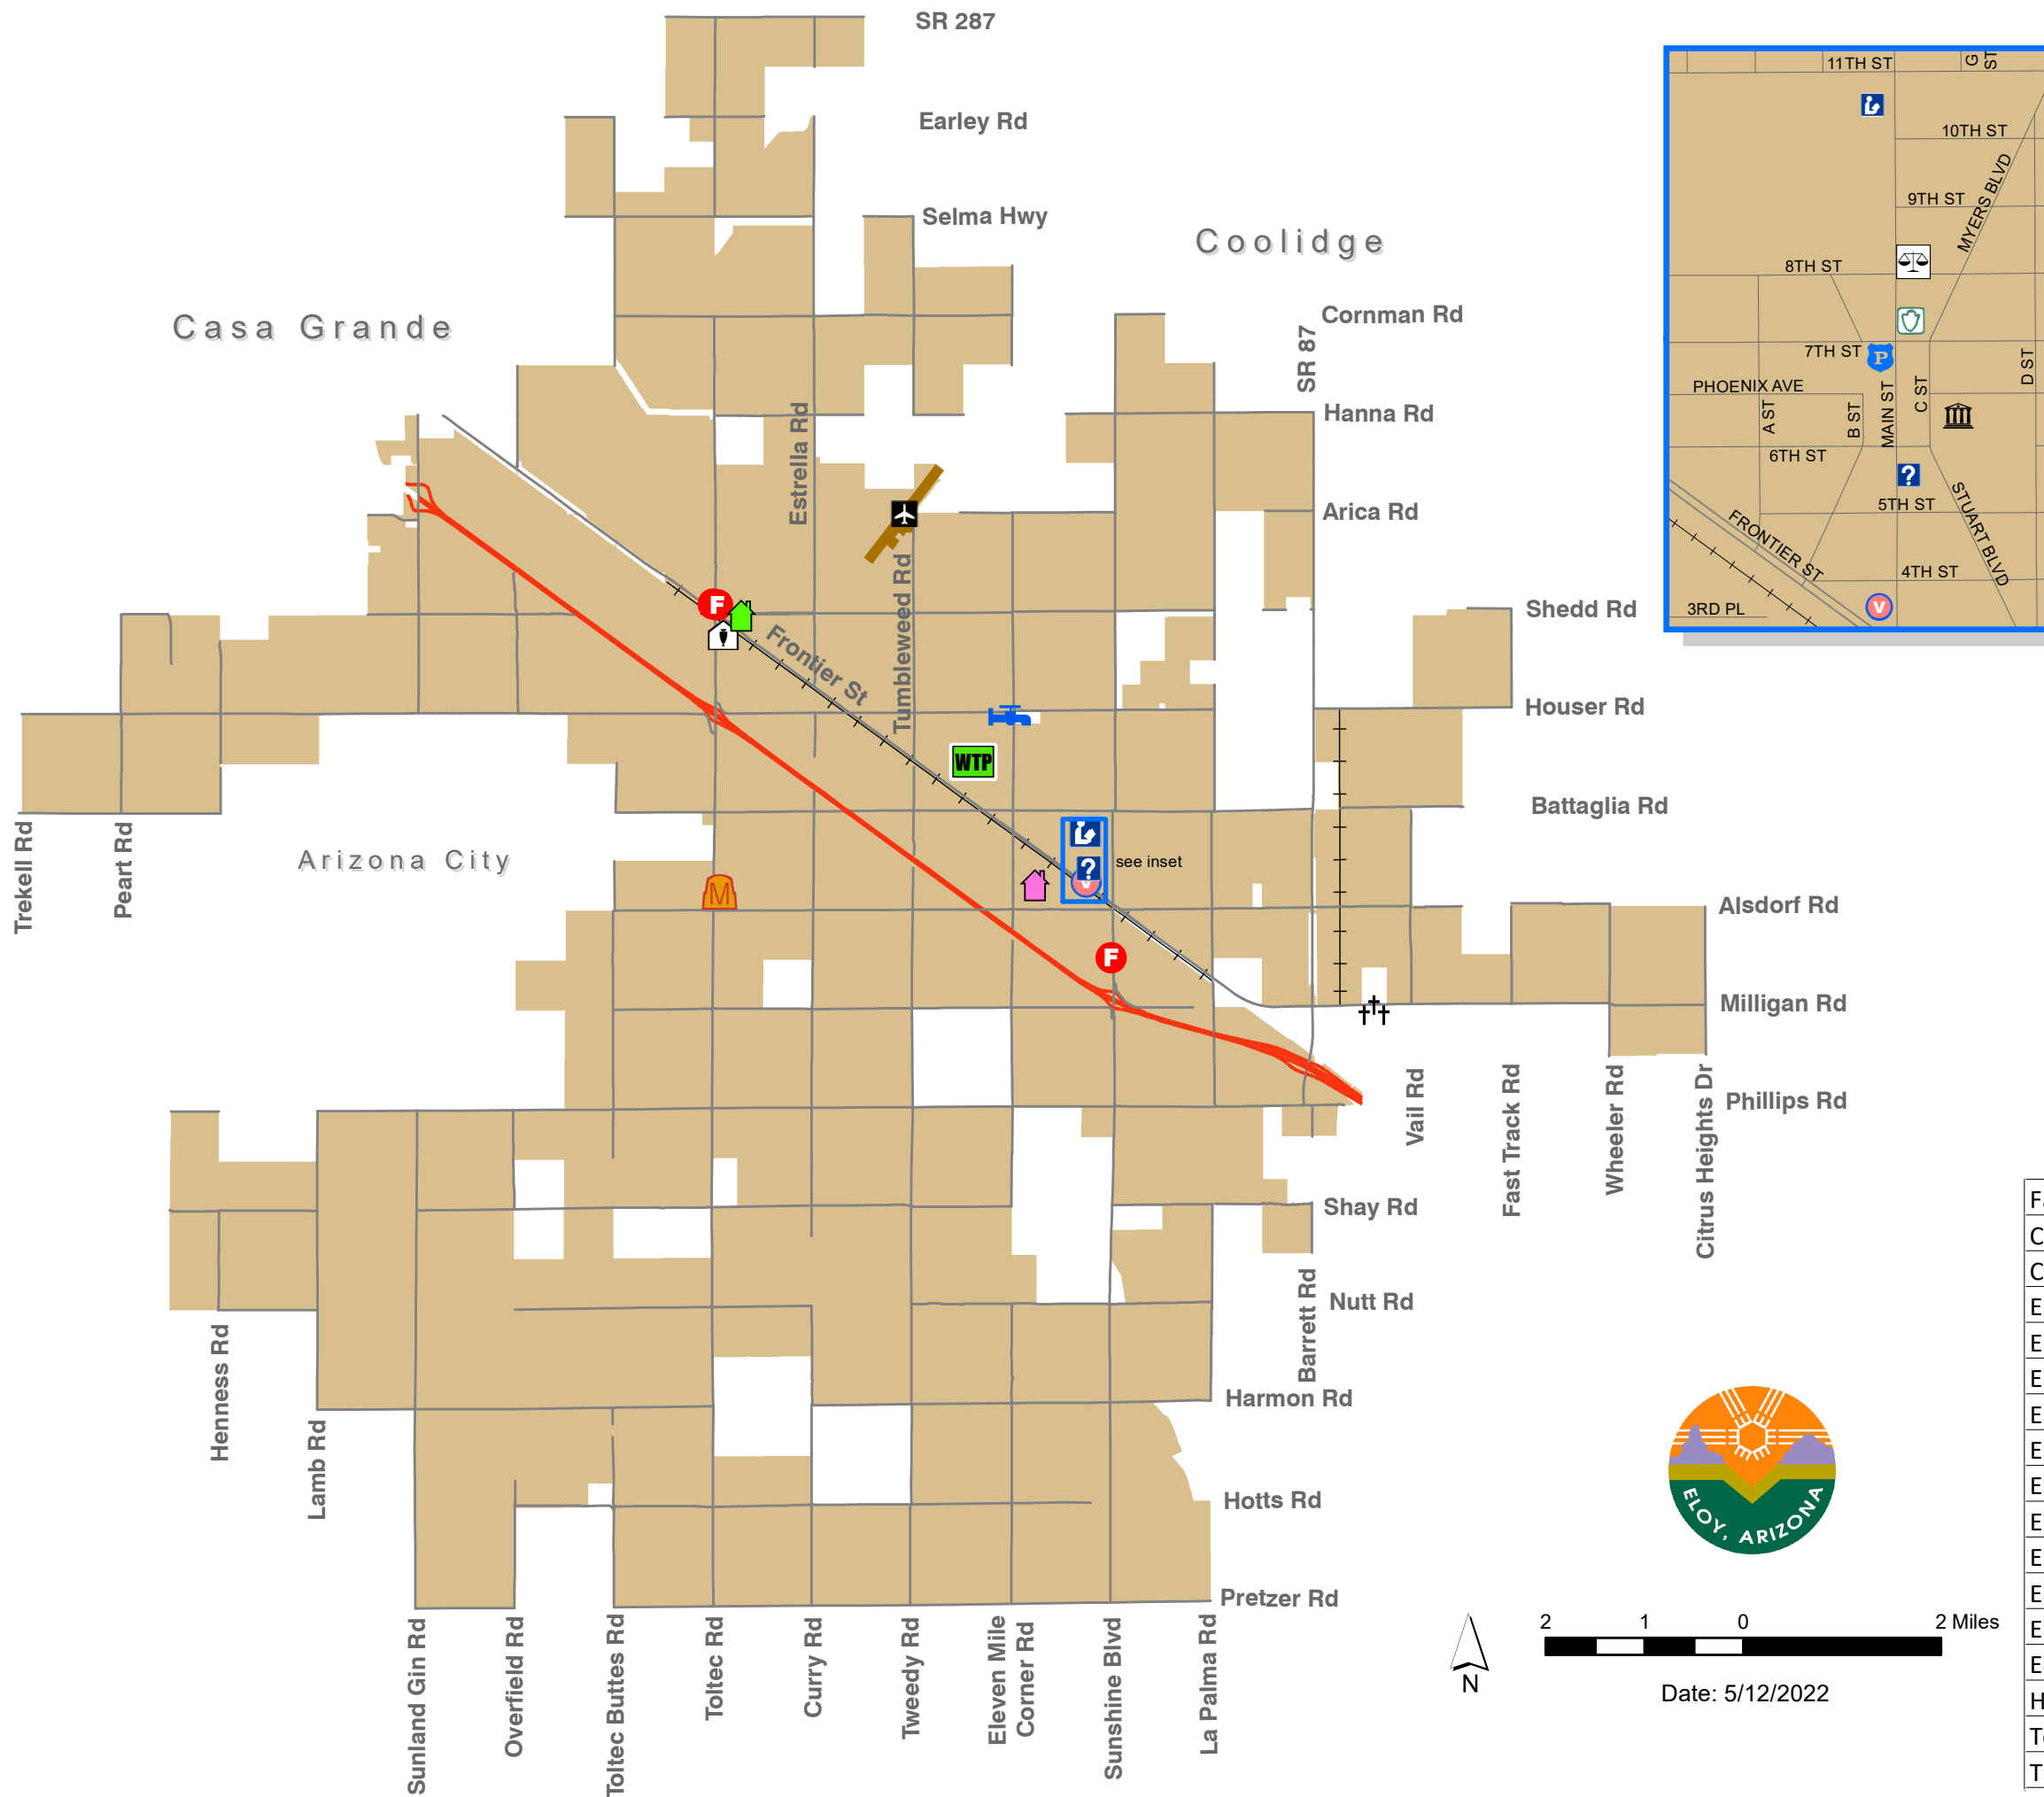 SR 287
Earley Rd
Selma Hwy
Coolidge
Casa Grande
Cornman Rd
SR 87
Hanna Rd
Estrella Rd
Arica Rd
Shedd Rd
F
Frontier St
Tumbleweed Rd
Houser Rd
WTP
Battaglia Rd
Trekell Rd
Peart Rd
Arizona City
M
?
V
see inset
Alsdorf Rd
F
Milligan Rd
Vail Rd
Fast Track Rd
Wheeler Rd
Citrus Heights Dr
Phillips Rd
Shay Rd
Barrett Rd
Nutt Rd
Henness Rd
Lamb Rd
Harmon Rd
Hotts Rd
Pretzer Rd
Sunland Gin Rd
Overfield Rd
Toltec Buttes Rd
Toltec Rd
Curry Rd
Tweedy Rd
Eleven Mile
Corner Rd
Sunshine Blvd
La Palma Rd
11TH ST
G
ST
10TH ST
MYERS BLVD
9TH ST
8TH ST
7TH ST
P
PHOENIX AVE
A ST
B ST
MAIN ST
C ST
D ST
6TH ST
?
5TH ST
STUART BLVD
FRONTIER ST
4TH ST
3RD PL
V
ELOY, ARIZONA
N
2 1 0 2 Miles
Date: 5/12/2022
F
C
C
E
E
E
E
E
E
E
E
E
E
E
H
T